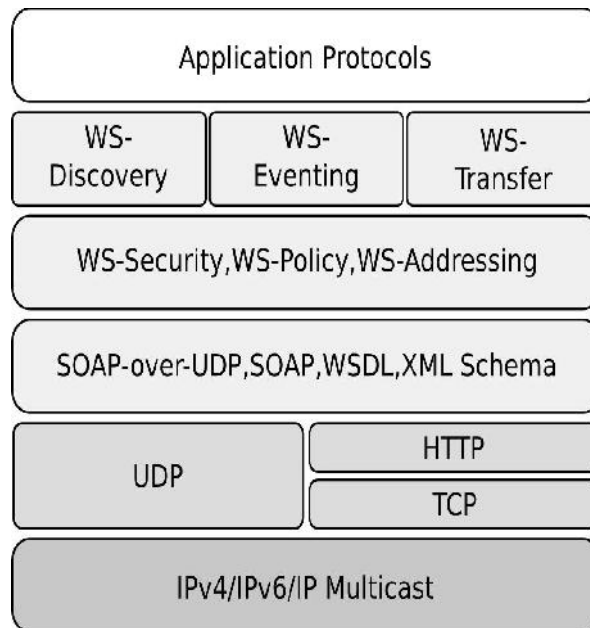 Application Protocols
WS-
Discovery
WS-
Eventing
WS-
Transfer
WS-Security,WS-Policy,WS-Addressing
SOAP-over-UDP,SOAP,WSDL,XML Schema
UDP
HTTP
TCP
IPv4/IPv6/IP Multicast